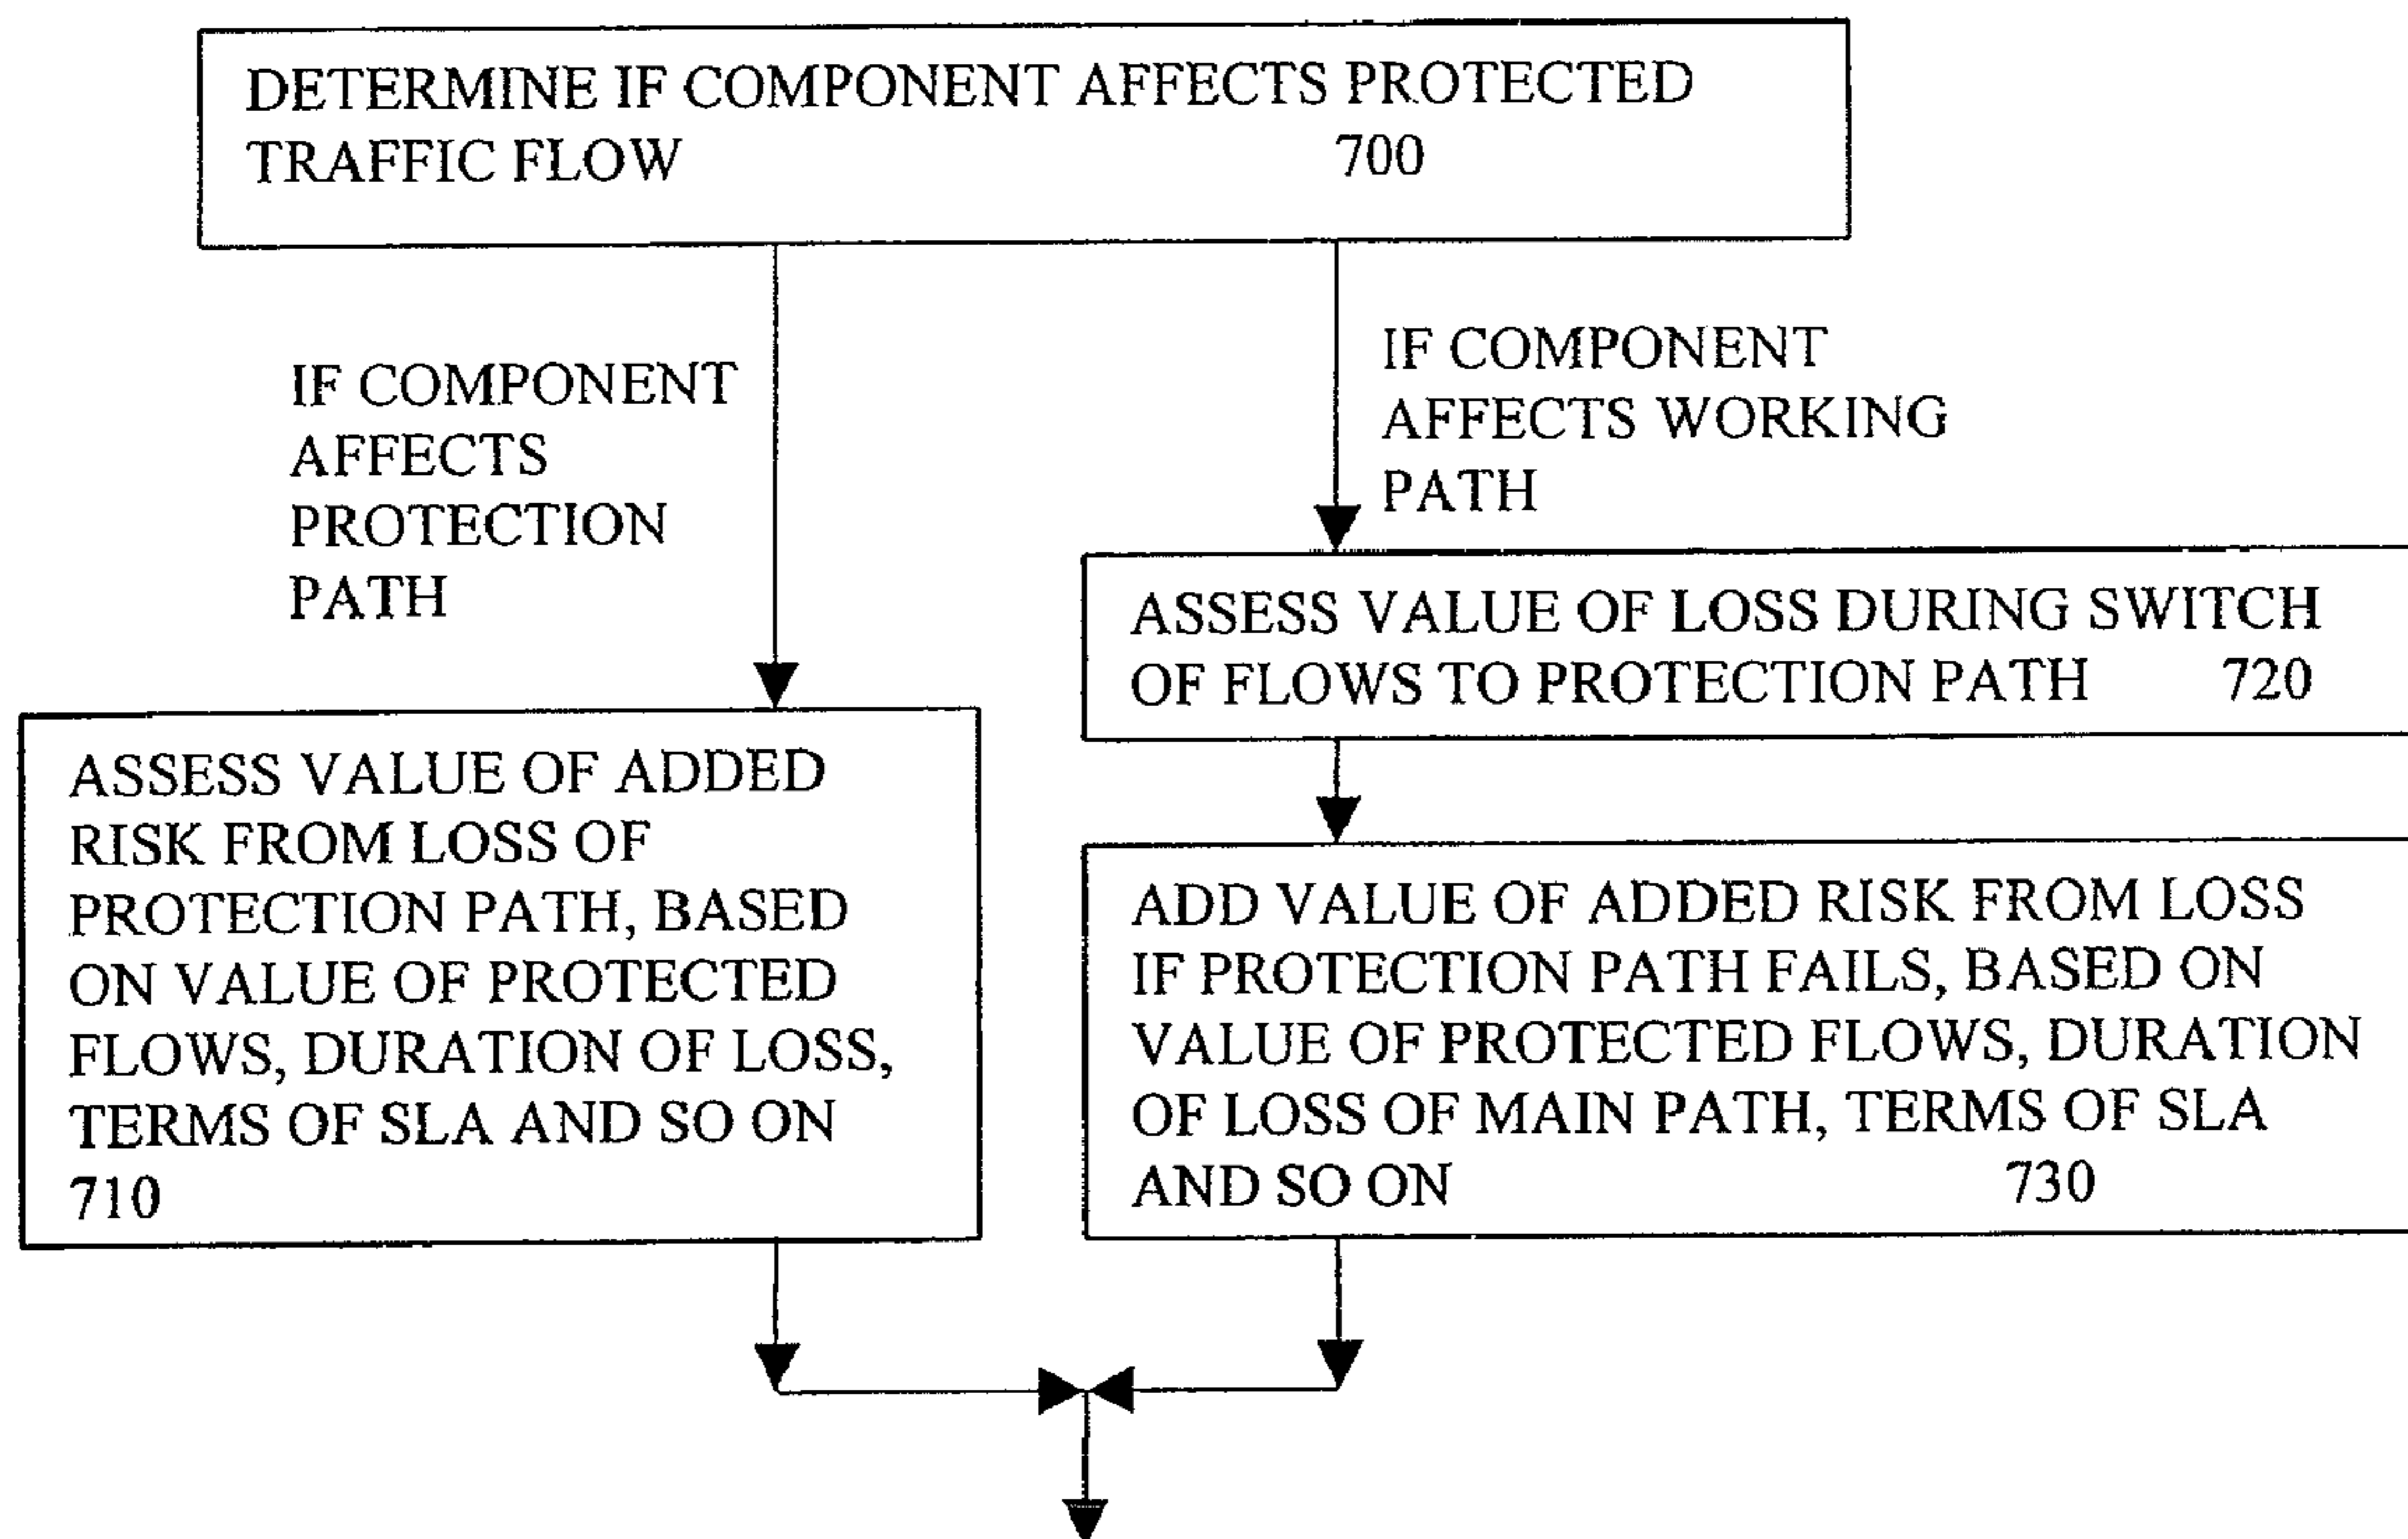 DETERMINE IF COMPONENT AFFECTS PROTECTED
TRAFFIC FLOW 700
IF COMPONENT
AFFECTS
PROTECTION
PATH
IF COMPONENT
AFFECTS WORKING
PATH
ASSESS VALUE OF ADDED
RISK FROM LOSS OF
PROTECTION PATH, BASED
ON VALUE OF PROTECTED
FLOWS, DURATION OF LOSS,
TERMS OF SLA AND SO ON
710
ASSESS VALUE OF LOSS DURING SWITCH
OF FLOWS TO PROTECTION PATH 720
ADD VALUE OF ADDED RISK FROM LOSS
IF PROTECTION PATH FAILS, BASED ON
VALUE OF PROTECTED FLOWS, DURATION
OF LOSS OF MAIN PATH, TERMS OF SLA
AND SO ON 730